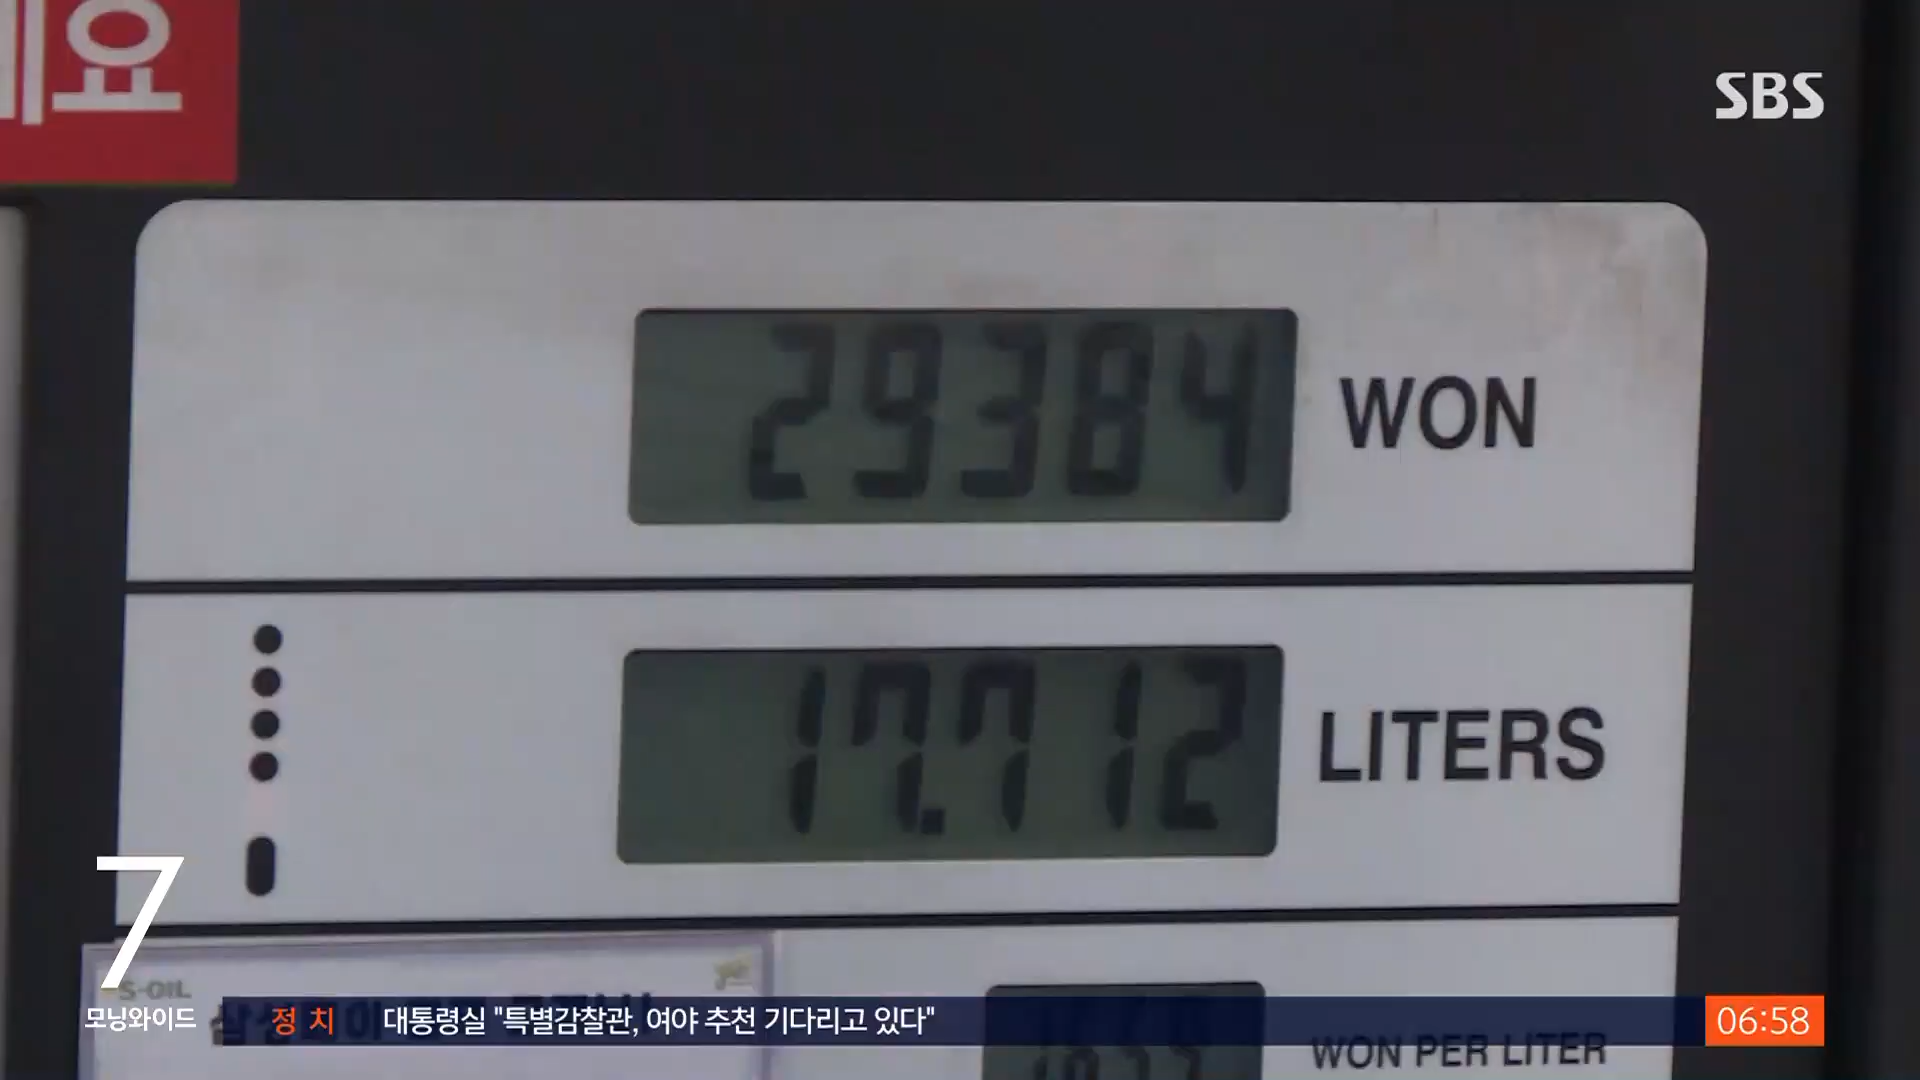 세요
SBS
29384
WON
17.712
LITERS
7
S-OIL
모닝와이드
정치
대통령실 "특별감찰관, 여야 추천 기다리고 있다"
06:58
WON PER LITER